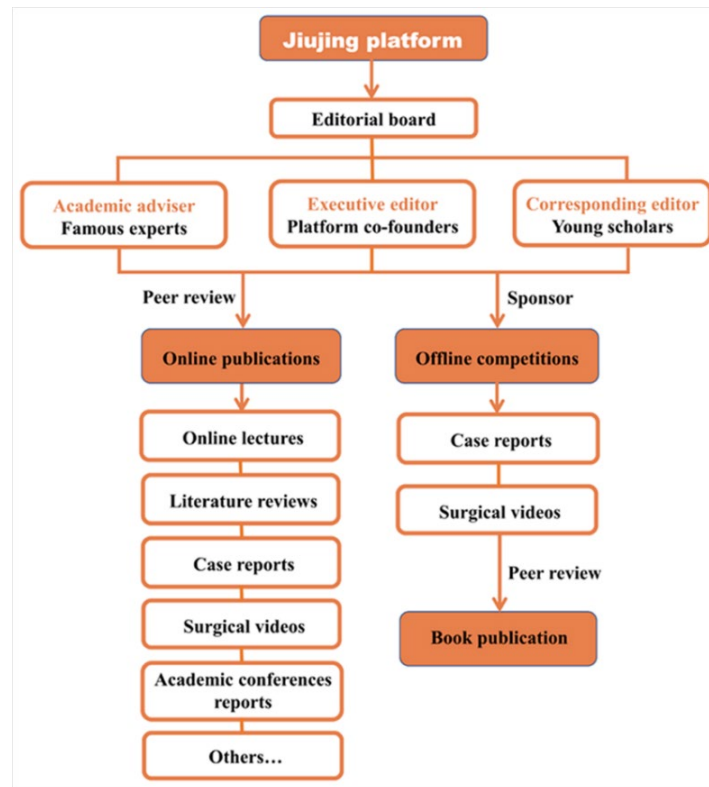 Jiujing platform
Editorial board
Academic adviser
Famous experts
Executive editor
Platform co-founders
Corresponding editor
Young scholars
Peer review
Sponsor
Online publications
Offline competitions
Online lectures
Literature reviews
Case reports
Surgical videos
Academic conferences
reports
Others...
Case reports
Surgical videos
Peer review
Book publication